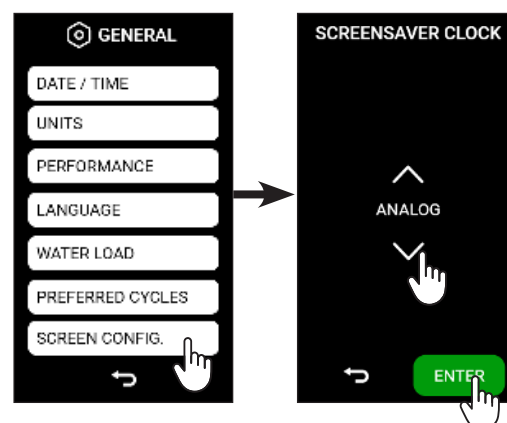 GENERAL
DATE / TIME
UNITS
PERFORMANCE
LANGUAGE
WATER LOAD
PREFERRED CYCLES
SCREEN CONFIG.
SCREENSAVER CLOCK
ANALOG
ENTER